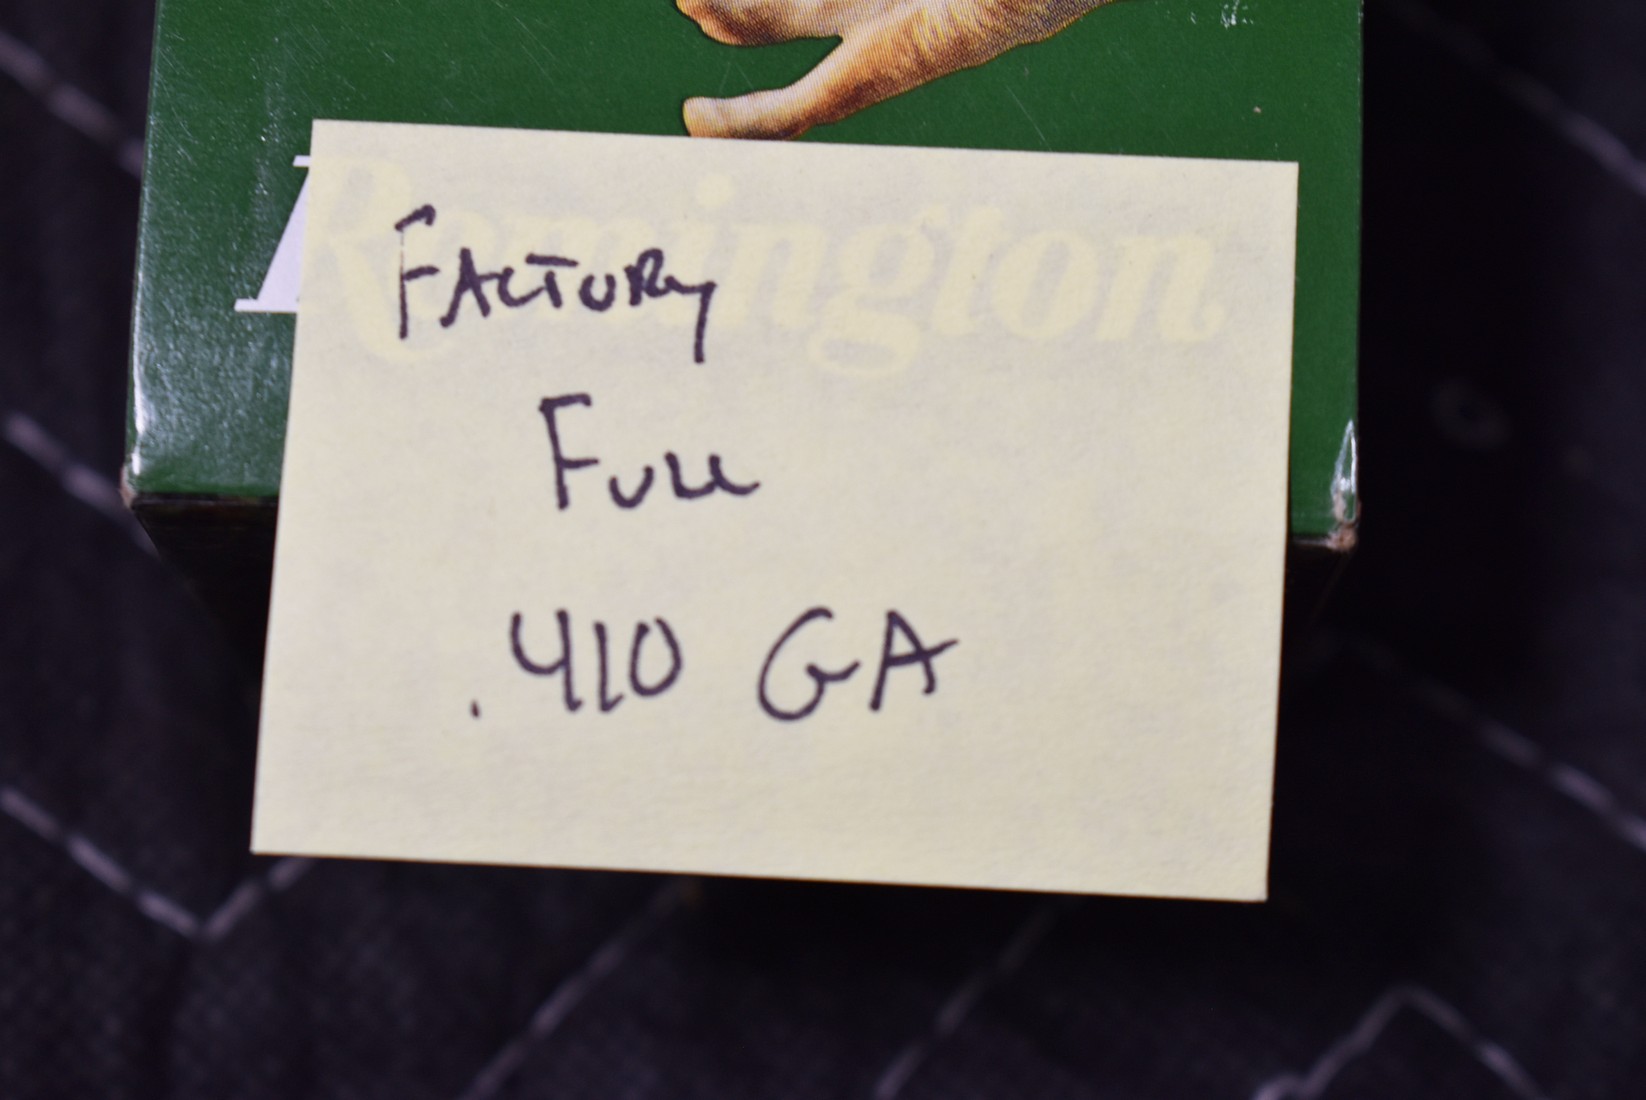 Remington
FACTORY
FULL
.410 GA